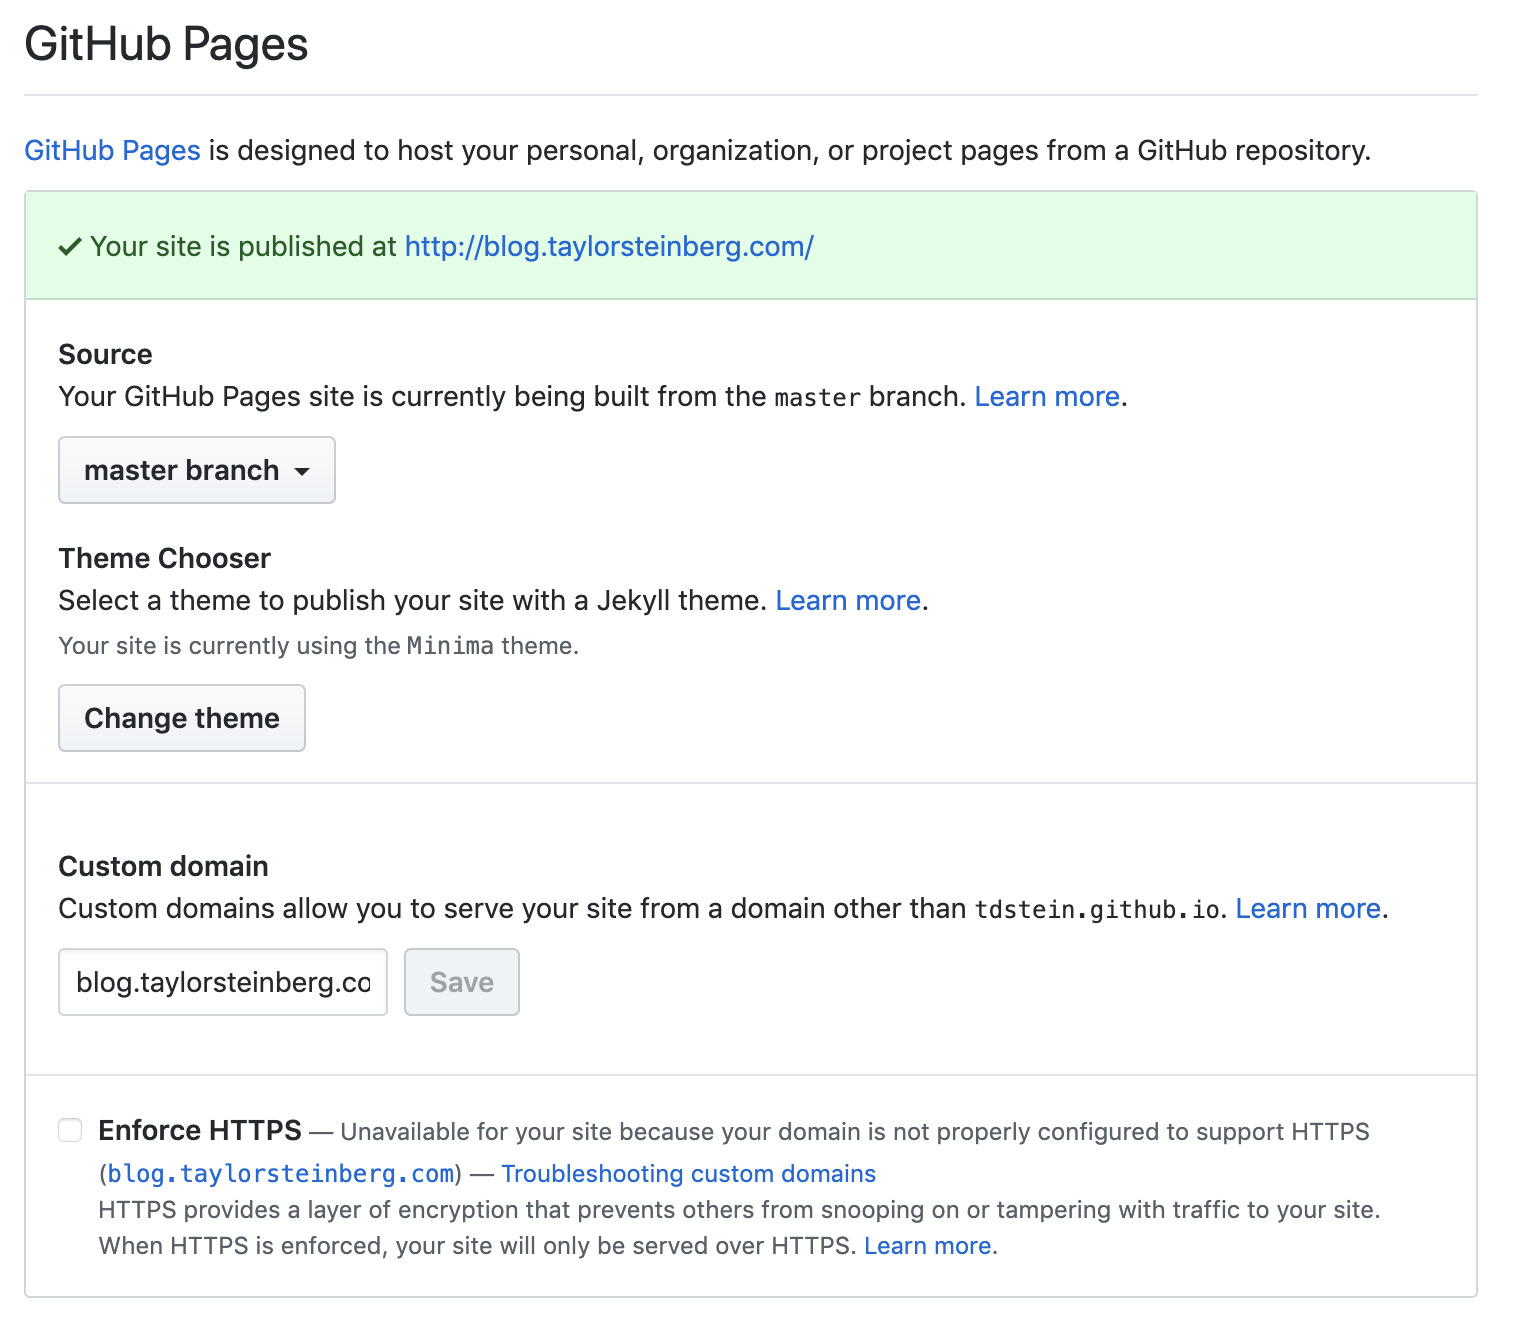 GitHub Pages
GitHub Pages is designed to host your personal, organization, or project pages from a GitHub repository.
✓ Your site is published at http://blog.taylorsteinberg.com/
Source
Your GitHub Pages site is currently being built from the master branch. Learn more.
master branch
Theme Chooser
Select a theme to publish your site with a Jekyll theme. Learn more.
Your site is currently using the Minima theme.
Change theme
Custom domain
Custom domains allow you to serve your site from a domain other than tdstein.github.io. Learn more.
blog.taylorsteinberg.co
Save
Enforce HTTPS — Unavailable for your site because your domain is not properly configured to support HTTPS
(blog.taylorsteinberg.com) — Troubleshooting custom domains
HTTPS provides a layer of encryption that prevents others from snooping on or tampering with traffic to your site.
When HTTPS is enforced, your site will only be served over HTTPS. Learn more.